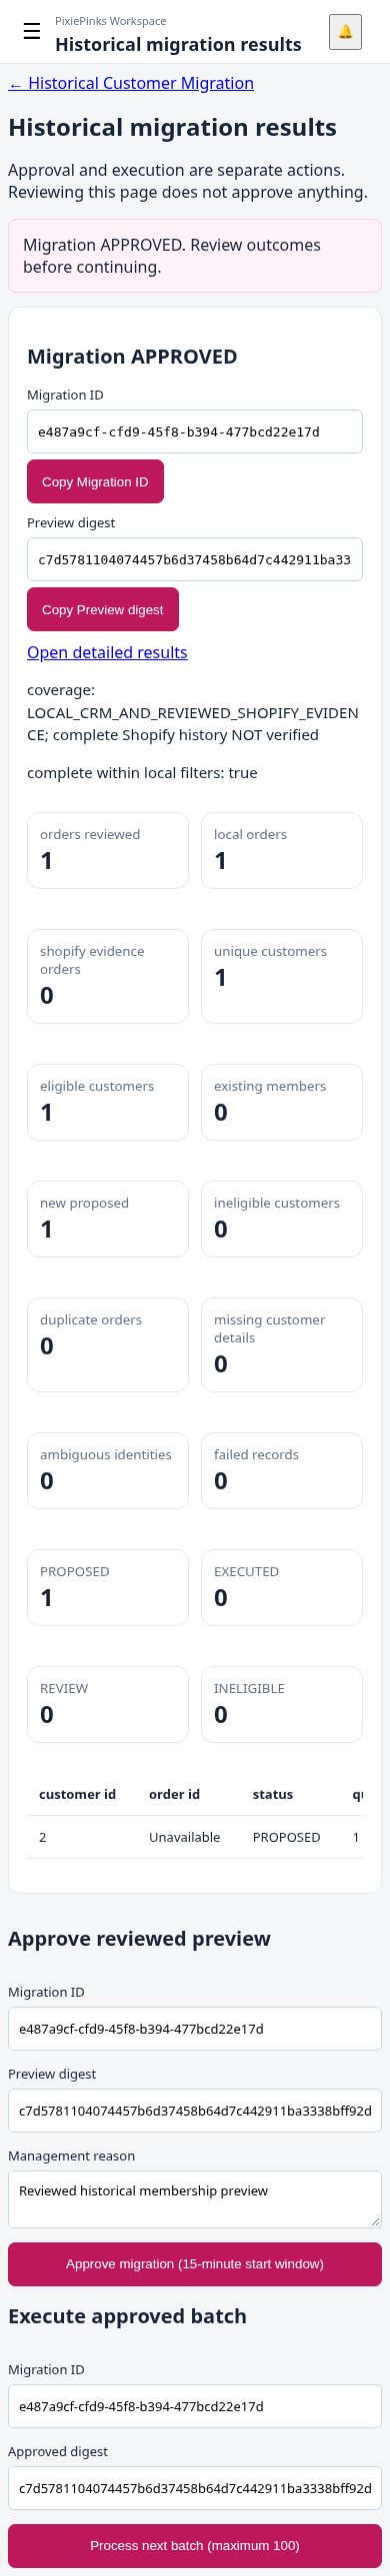 ☰
PixiePinks Workspace
Historical migration results
🔔
← Historical Customer Migration
Historical migration results
Approval and execution are separate actions.
Reviewing this page does not approve anything.
Migration APPROVED. Review outcomes
before continuing.
Migration APPROVED
Migration ID
e487a9cf-cfd9-45f8-b394-477bcd22e17d
Copy Migration ID
Preview digest
c7d5781104074457b6d37458b64d7c442911ba33
Copy Preview digest
Open detailed results
coverage:
LOCAL_CRM_AND_REVIEWED_SHOPIFY_EVIDEN
CE; complete Shopify history NOT verified
complete within local filters: true
orders reviewed
1
local orders
1
shopify evidence
orders
0
unique customers
1
eligible customers
1
existing members
0
new proposed
1
ineligible customers
0
duplicate orders
0
missing customer
details
0
ambiguous identities
0
failed records
0
PROPOSED
1
EXECUTED
0
REVIEW
0
INELIGIBLE
0
customer id order id status qu
2 Unavailable PROPOSED 1
Approve reviewed preview
Migration ID
e487a9cf-cfd9-45f8-b394-477bcd22e17d
Preview digest
c7d5781104074457b6d37458b64d7c442911ba3338bff92d
Management reason
Reviewed historical membership preview
Approve migration (15-minute start window)
Execute approved batch
Migration ID
e487a9cf-cfd9-45f8-b394-477bcd22e17d
Approved digest
c7d5781104074457b6d37458b64d7c442911ba3338bff92d
Process next batch (maximum 100)